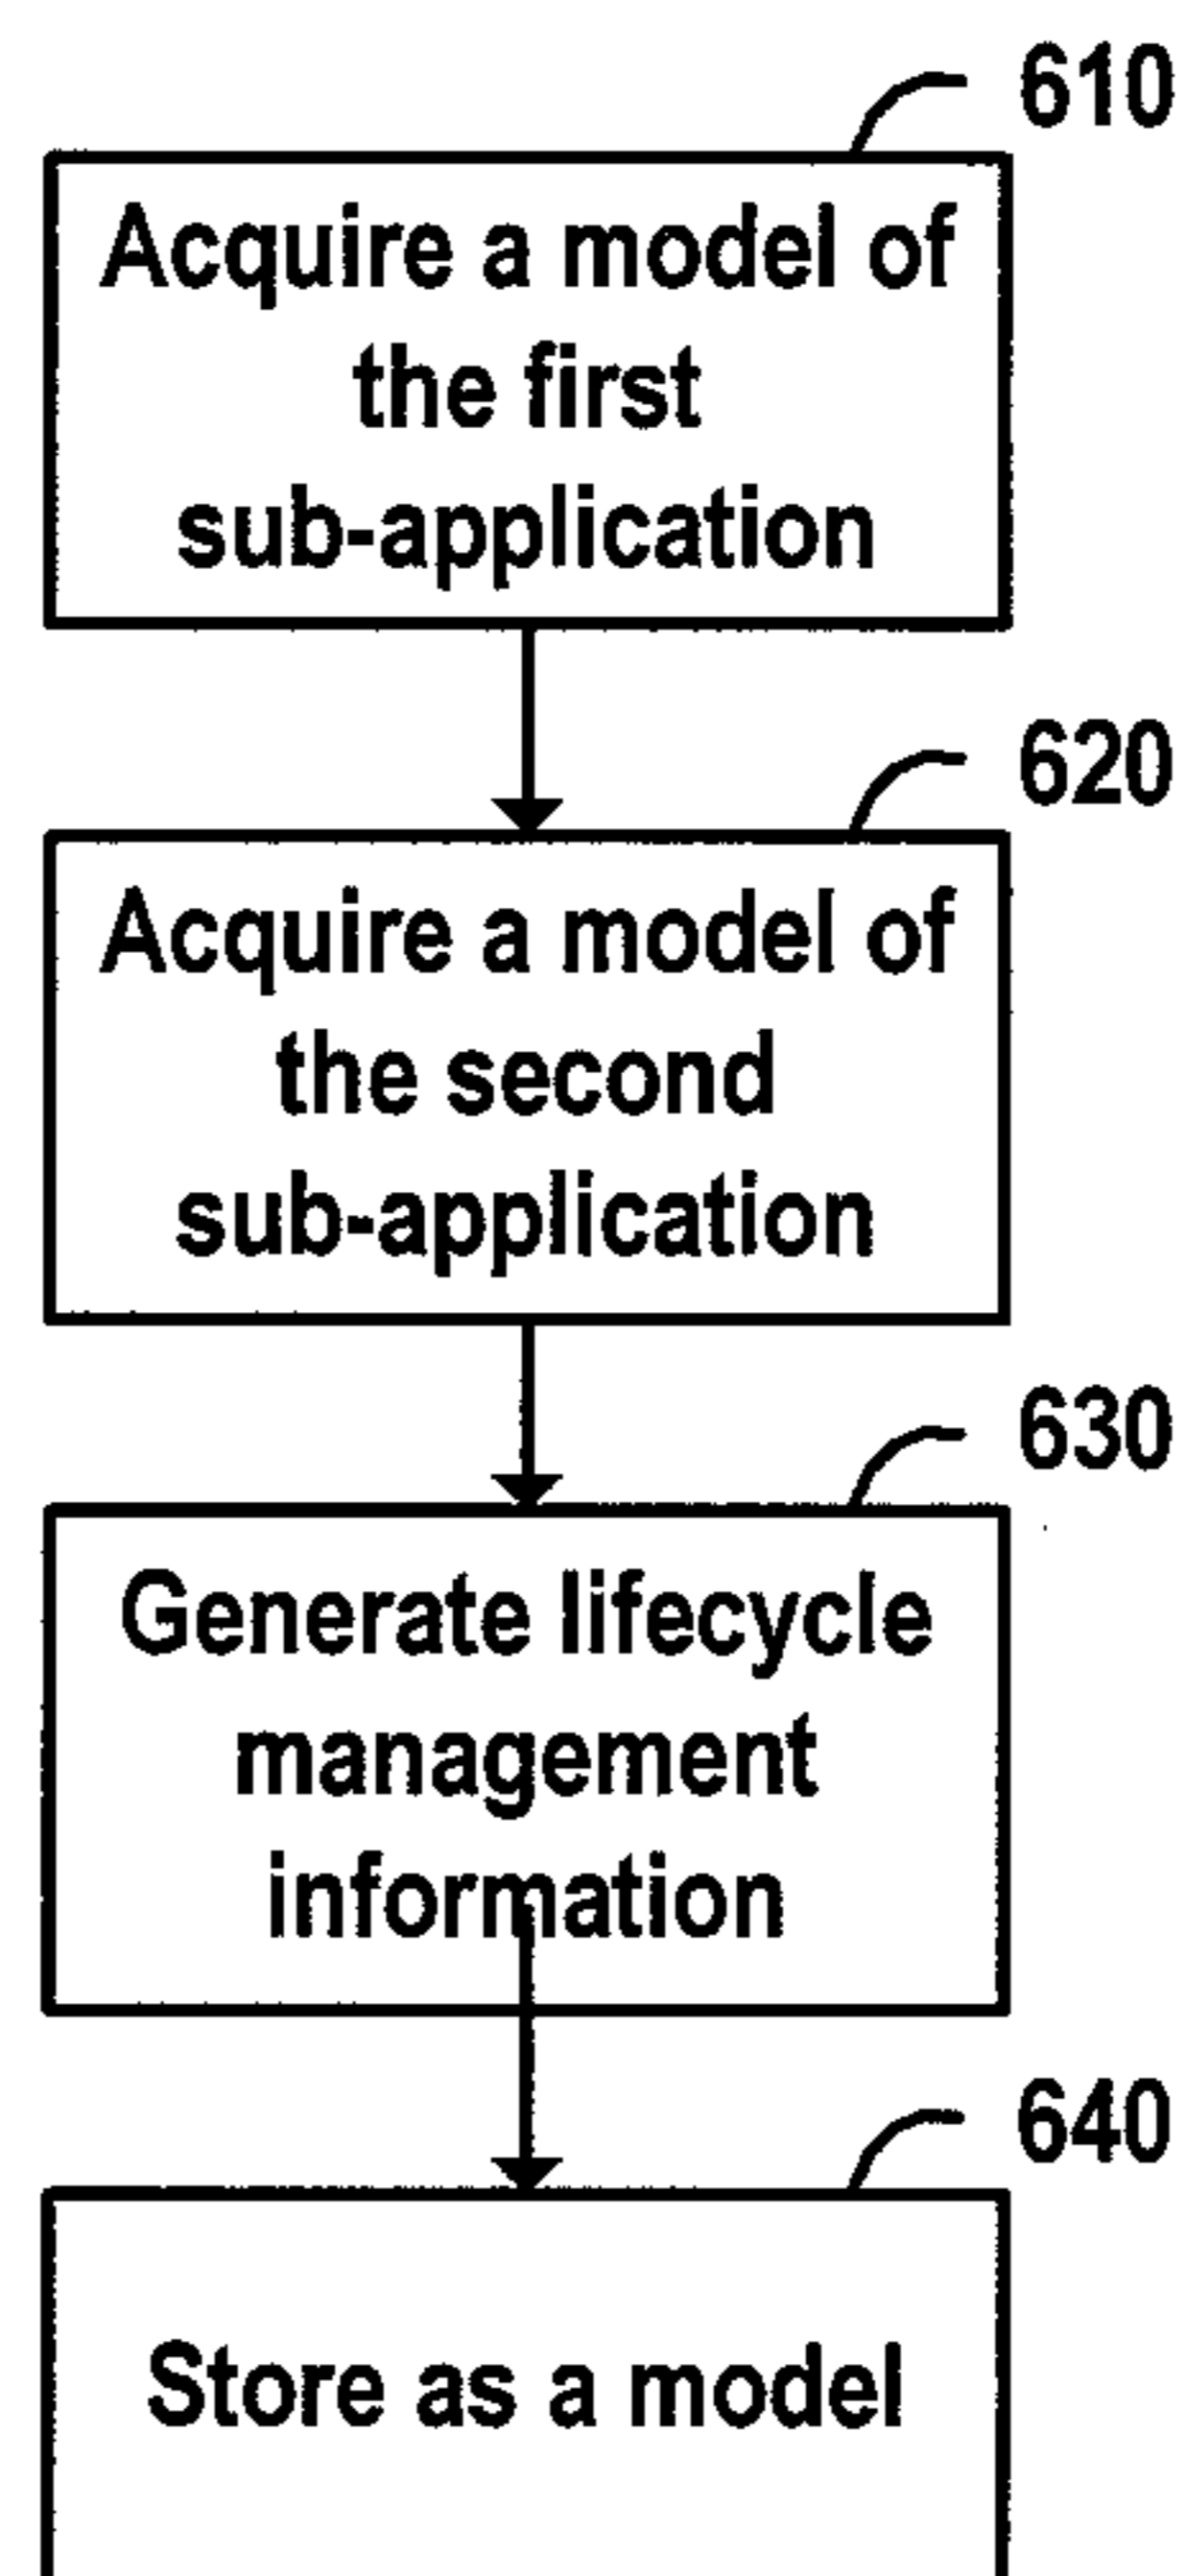 610
Acquire a model of
the first
sub-application
620
Acquire a model of
the second
sub-application
630
Generate lifecycle
management
information
640
Store as a model